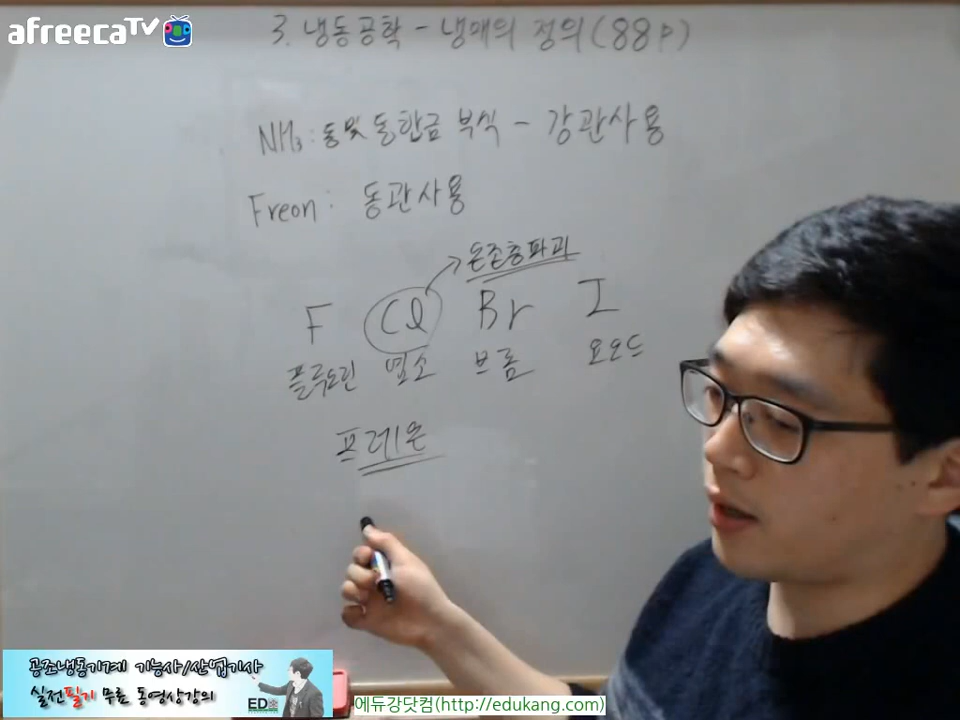 afreecaTV
3. 냉동공학 - 냉매의 정의(88p)
NH₃ : 동및 동합금 부식 - 강관사용
Freon : 동관사용
오존층파괴
F Cl Br I
플루오린 염소 브롬 요오드
프레온
공조냉동기계 기능사/산업기사
실전필기 무료 동영상강의
에듀강닷컴(http://edukang.com)